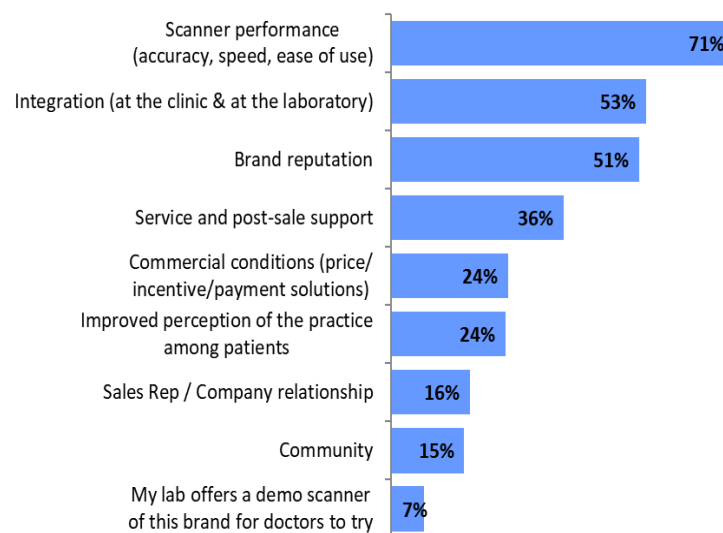 Scanner performance
(accuracy, speed, ease of use)
71%
Integration (at the clinic & at the laboratory)
53%
Brand reputation
51%
Service and post-sale support
36%
Commercial conditions (price/
incentive/payment solutions)
24%
Improved perception of the practice
among patients
24%
Sales Rep / Company relationship
16%
Community
15%
My lab offers a demo scanner
of this brand for doctors to try
7%